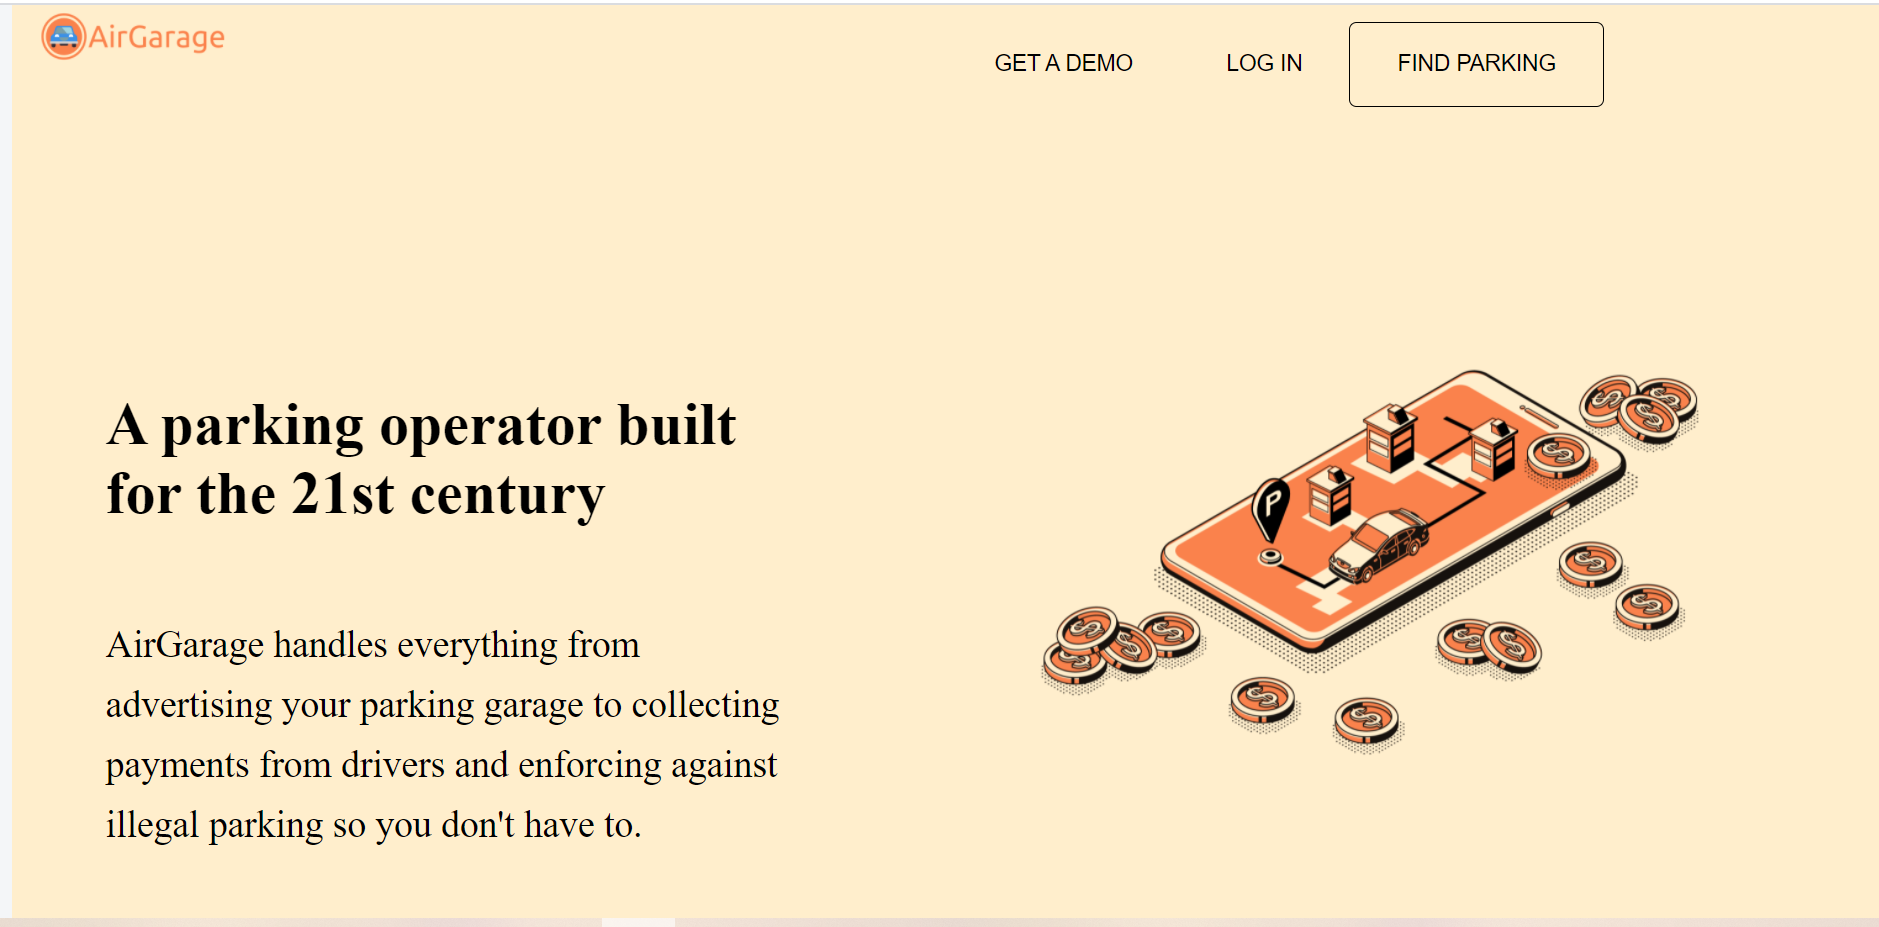 AirGarage
GET A DEMO
LOG IN
FIND PARKING
A parking operator built
for the 21st century
AirGarage handles everything from
advertising your parking garage to collecting
payments from drivers and enforcing against
illegal parking so you don't have to.
P